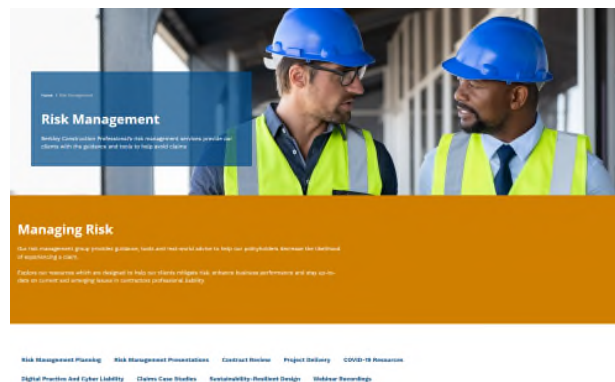 Home / Risk Management
Risk Management
Berkley Construction Professional's risk management services provide our
clients with the guidance and tools to help avoid claims
Managing Risk
Our risk management group provides guidance, tools and real-world advice to help our policyholders decrease the likelihood
of experiencing a claim.
Explore our resources which are designed to help our clients mitigate risk, enhance business performance and stay up-to-
date on current and emerging issues in contractors professional liability.
Risk Management Planning Risk Management Presentations Contract Review Project Delivery COVID-19 Resources
Digital Practice And Cyber Liability Claims Case Studies Sustainability-Resilient Design Webinar Recordings